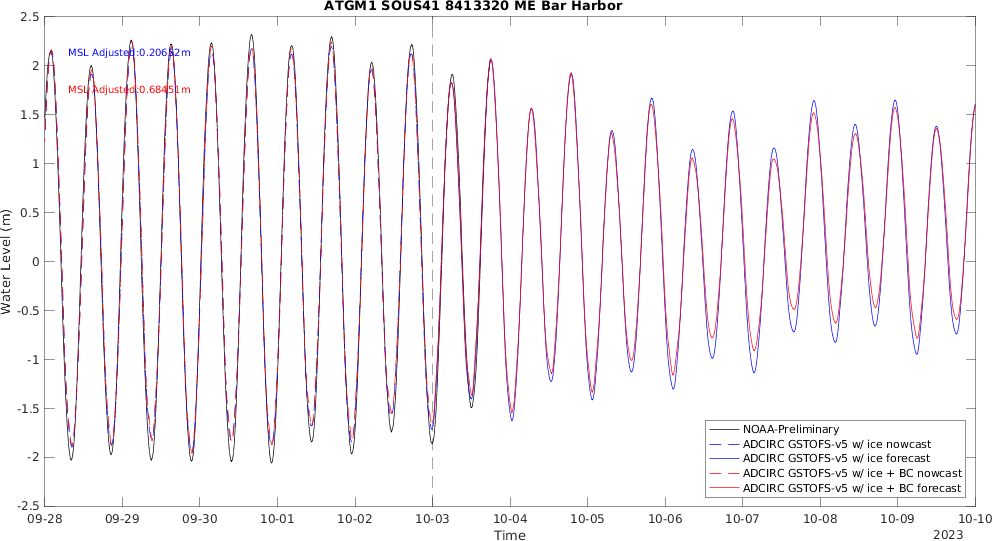 ATGM1 SOUS41 8413320 ME Bar Harbor
2.5
2
1.5
1
0.5
0
-0.5
-1
-1.5
-2
-2.5
Water Level (m)
MSL Adjusted:0.20652m
MSL Adjusted:0.68451m
NOAA-Preliminary
ADCIRC GSTOFS-v5 w/ ice nowcast
ADCIRC GSTOFS-v5 w/ ice forecast
ADCIRC GSTOFS-v5 w/ ice + BC nowcast
ADCIRC GSTOFS-v5 w/ ice + BC forecast
09-28 09-29 09-30 10-01 10-02 10-03 10-04 10-05 10-06 10-07 10-08 10-09 10-10
Time
2023